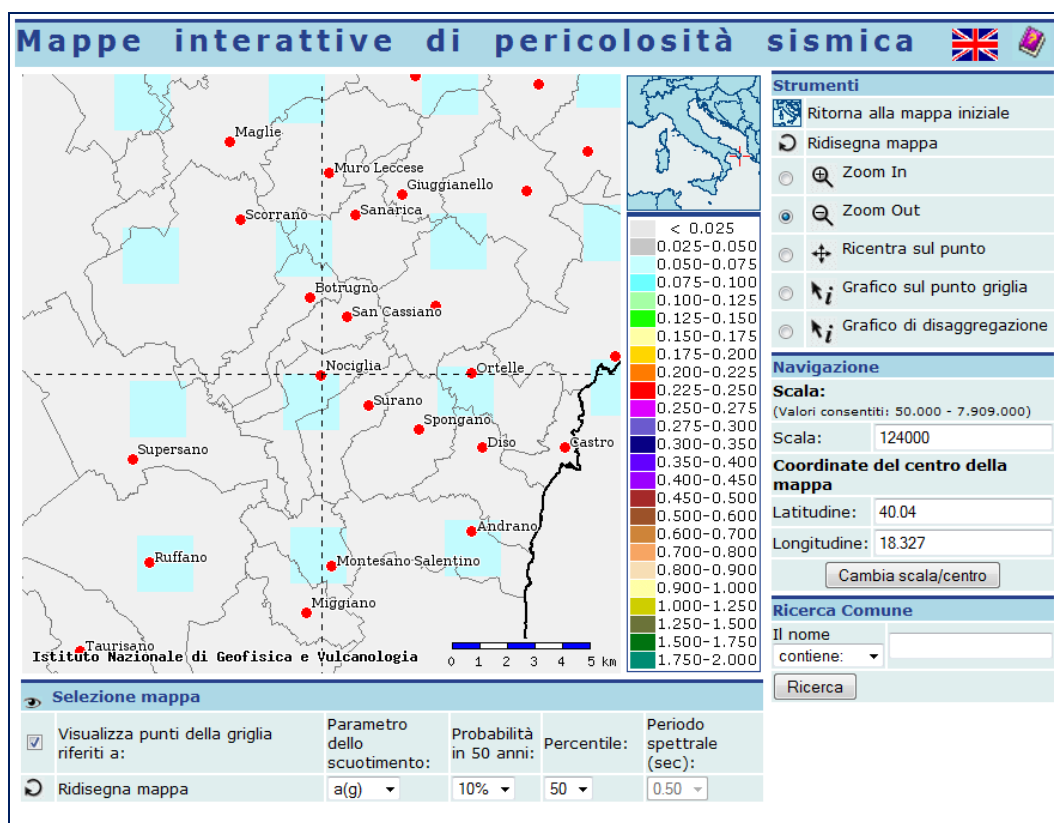 Mappe interattive di pericolosità sismica
Maglie
Muro Leccese
Giuggianello
Scorrano
Sanarica
Botrugno
San Cassiano
Nociglia
Ortelle
Surano
Spongano
Supersano
Diso
Castro
Andrano
Ruffano
Montesano Salentino
Miggiano
Taurisano
Istituto Nazionale di Geofisica e Vulcanologia
0 1 2 3 4 5 km
< 0.025
0.025-0.050
0.050-0.075
0.075-0.100
0.100-0.125
0.125-0.150
0.150-0.175
0.175-0.200
0.200-0.225
0.225-0.250
0.250-0.275
0.275-0.300
0.300-0.350
0.350-0.400
0.400-0.450
0.450-0.500
0.500-0.600
0.600-0.700
0.700-0.800
0.800-0.900
0.900-1.000
1.000-1.250
1.250-1.500
1.500-1.750
1.750-2.000
Strumenti
Ritorna alla mappa iniziale
Ridisegna mappa
Zoom In
Zoom Out
Ricentra sul punto
Grafico sul punto griglia
Grafico di disaggregazione
Navigazione
Scala:
(Valori consentiti: 50.000 - 7.909.000)
Scala: 124000
Coordinate del centro della
mappa
Latitudine: 40.04
Longitudine: 18.327
Cambia scala/centro
Ricerca Comune
Il nome
contiene:
Ricerca
Selezione mappa
Visualizza punti della griglia
riferiti a:
Parametro
dello
scuotimento:
Probabilità
in 50 anni:
Percentile:
Periodo
spettrale
(sec):
Ridisegna mappa
a(g)
10%
50
0.50